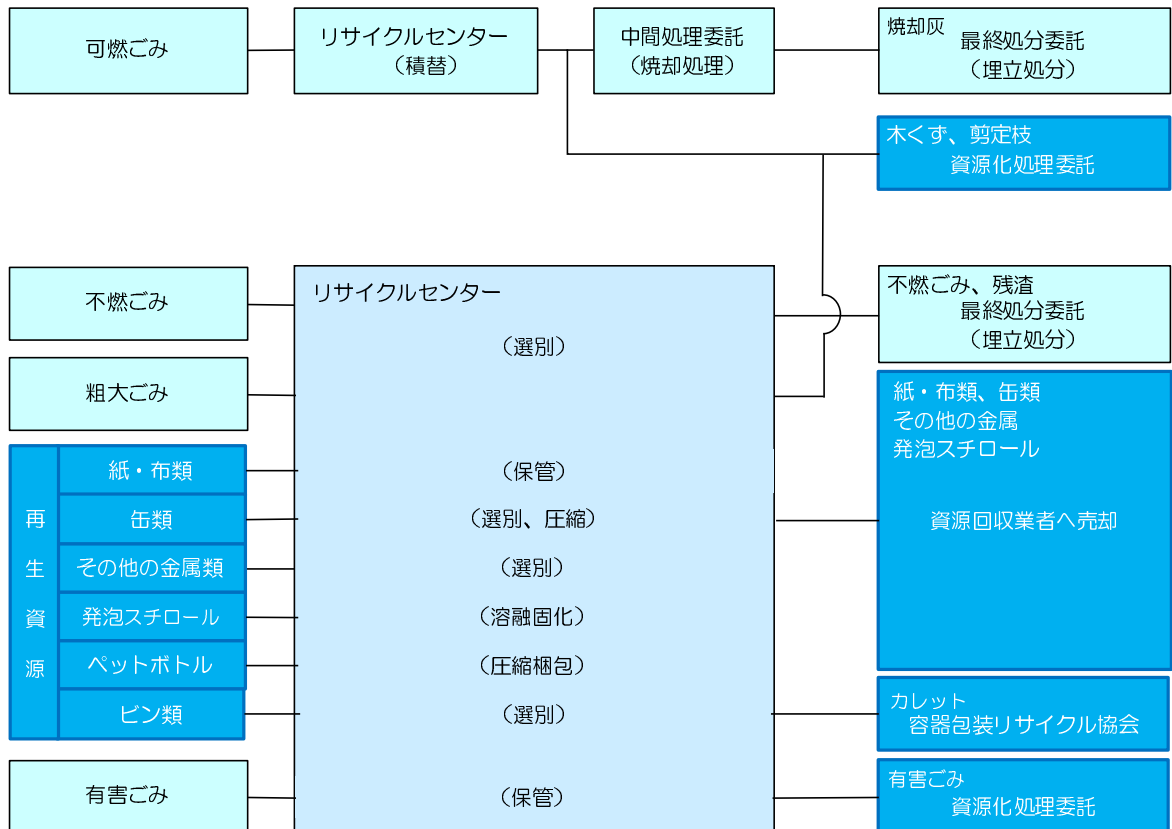 可燃ごみ
リサイクルセンター
（積替）
中間処理委託
（焼却処理）
焼却灰
最終処分委託
（埋立処分）
木くず、剪定枝
資源化処理委託
不燃ごみ
粗大ごみ
リサイクルセンター
（選別）
不燃ごみ、残渣
最終処分委託
（埋立処分）
再生資源
紙・布類
缶類
その他の金属類
発泡スチロール
ペットボトル
ビン類
（保管）
（選別、圧縮）
（選別）
（溶融固化）
（圧縮梱包）
（選別）
紙・布類、缶類
その他の金属
発泡スチロール
資源回収業者へ売却
カレット
容器包装リサイクル協会
有害ごみ
（保管）
有害ごみ
資源化処理委託